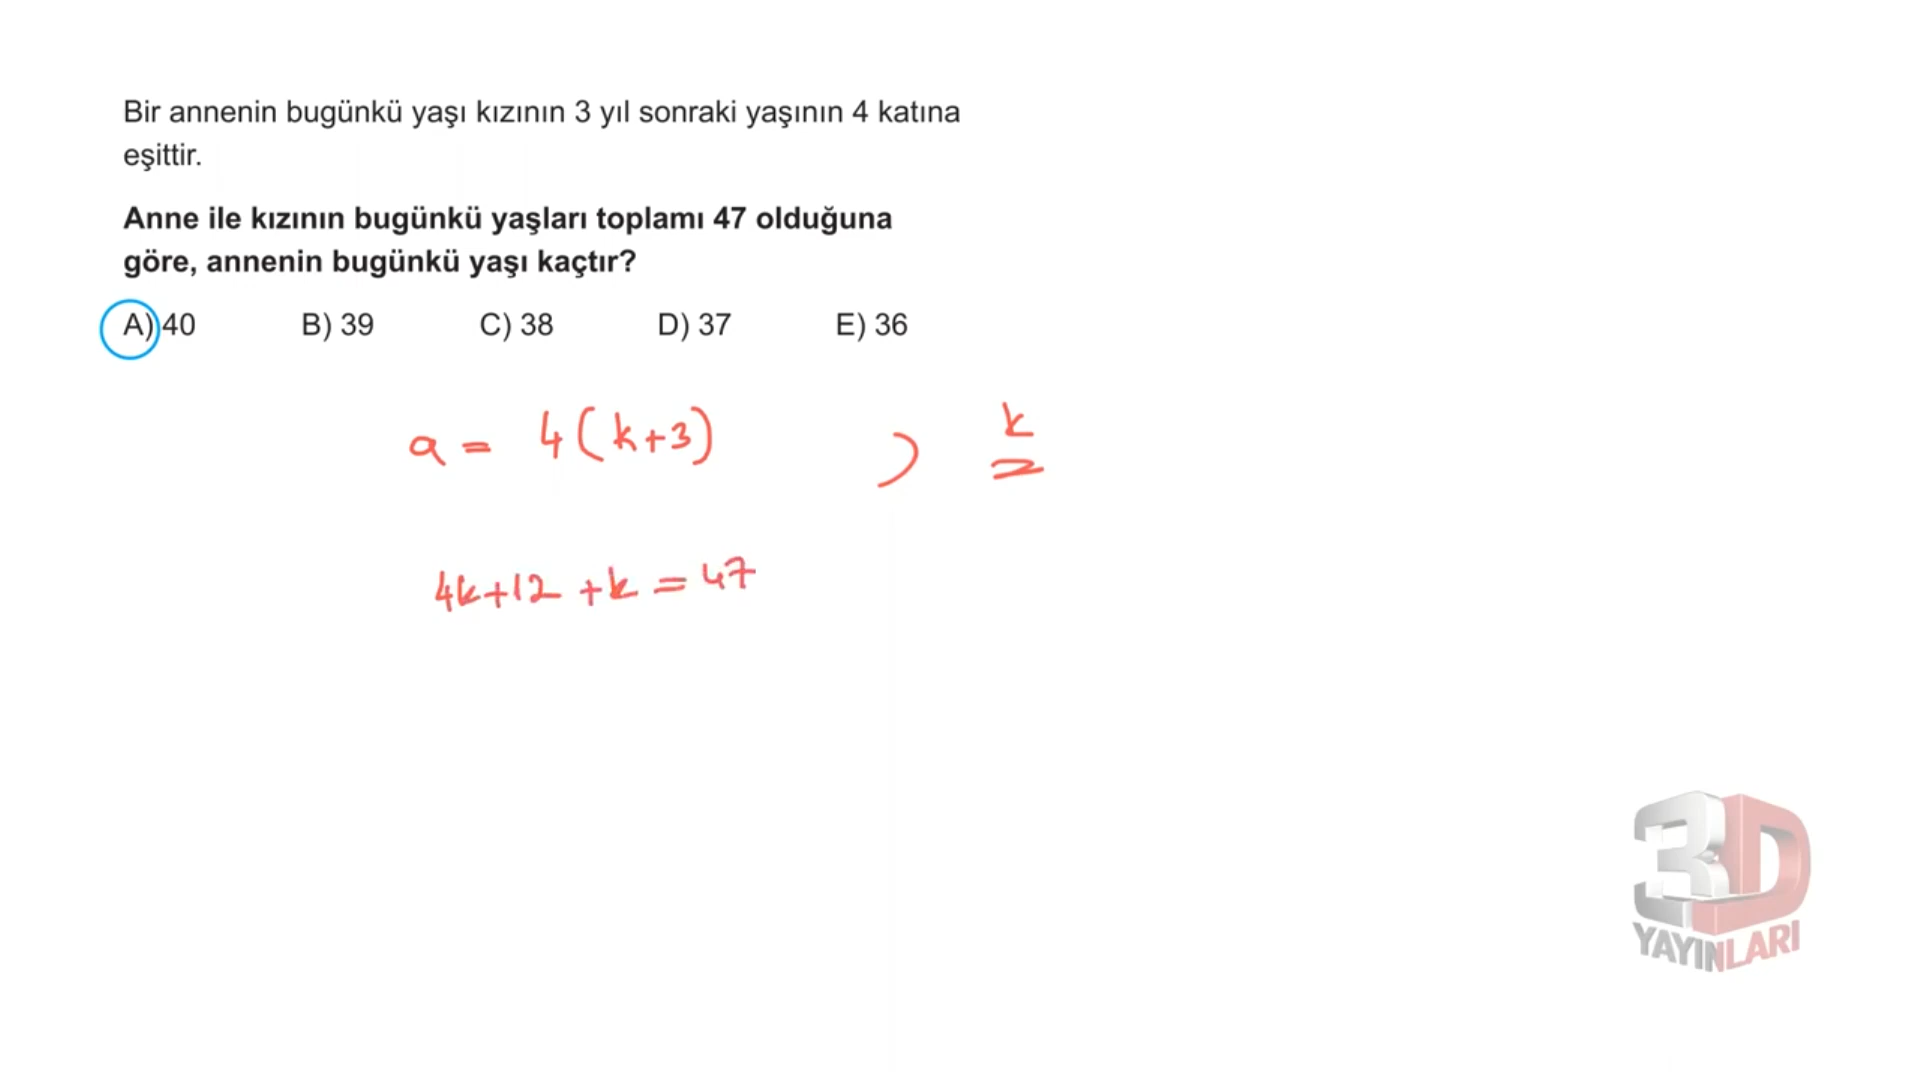 Bir annenin bugünkü yaşı kızının 3 yıl sonraki yaşının 4 katına
eşittir.
Anne ile kızının bugünkü yaşları toplamı 47 olduğuna
göre, annenin bugünkü yaşı kaçtır?
A) 40 B) 39 C) 38 D) 37 E) 36
a = 4(k+3) ) k
4k+12 +k = 47
3D
YAYINLARI